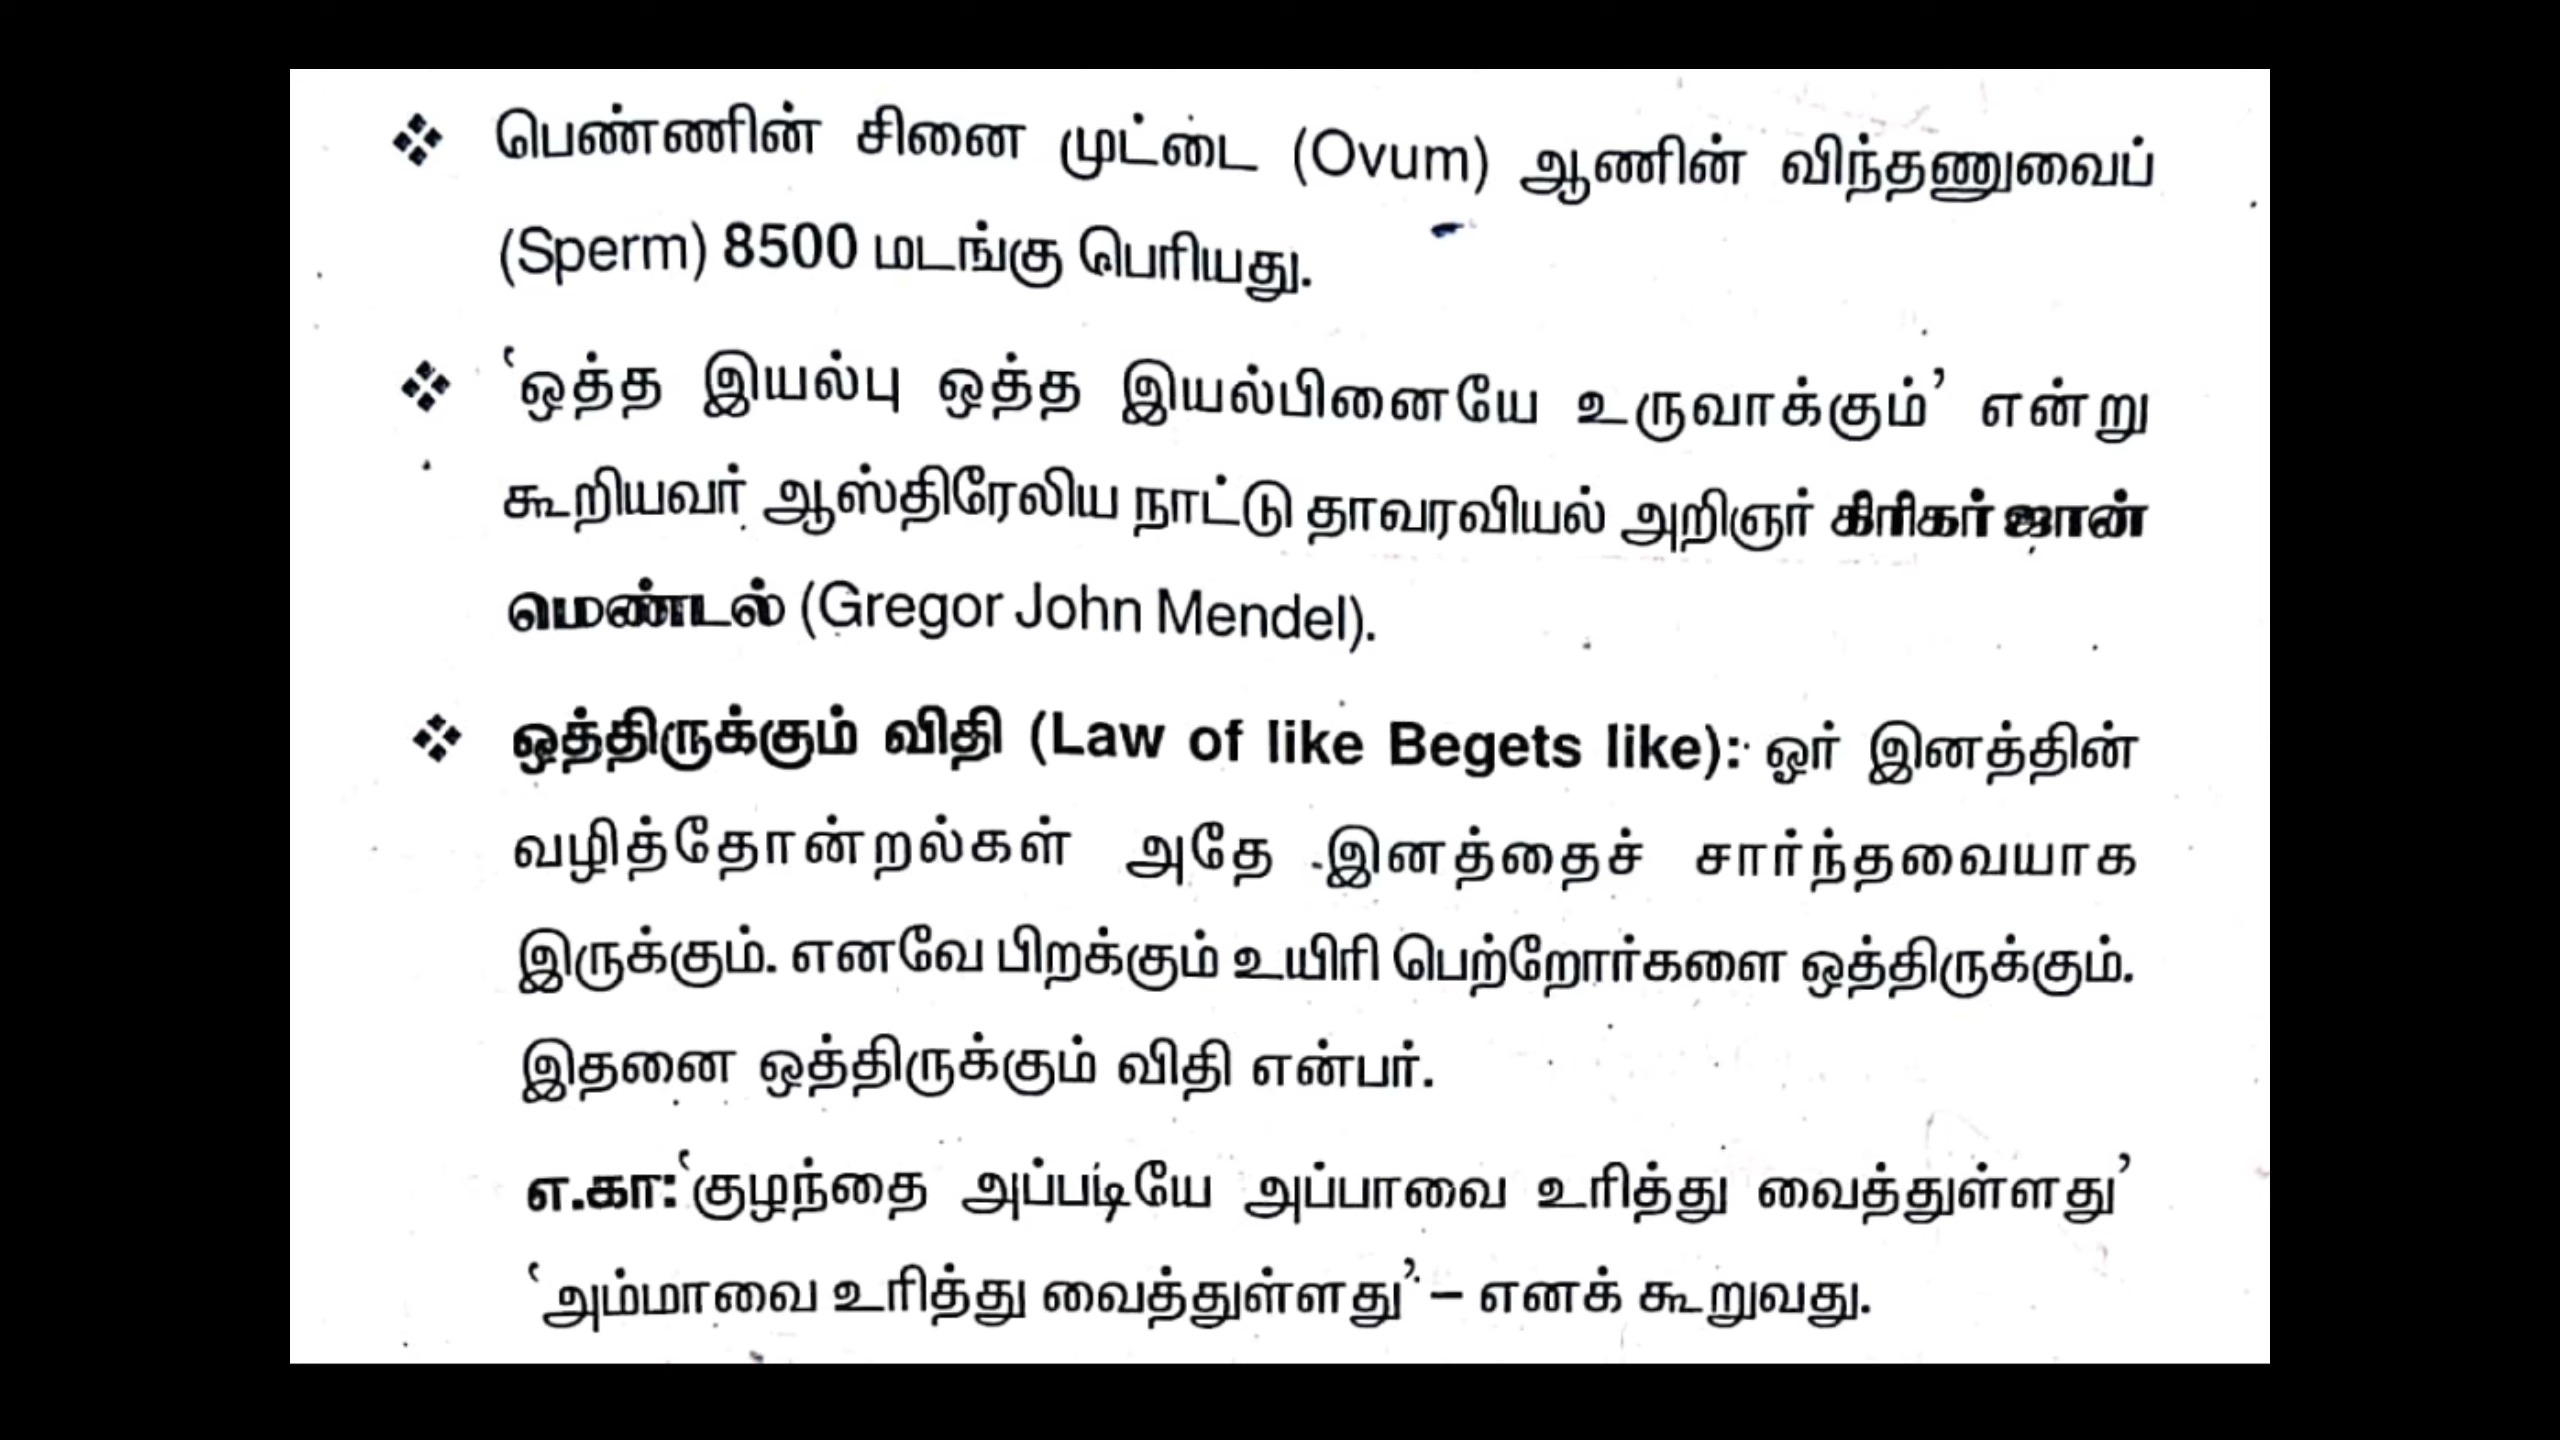 ❖ பெண்ணின் சினை முட்டை (Ovum) ஆணின் விந்தணுவைப்
(Sperm) 8500 மடங்கு பெரியது.
❖ ‘ஒத்த இயல்பு ஒத்த இயல்பினையே உருவாக்கும்’ என்று
கூறியவர் ஆஸ்திரேலிய நாட்டு தாவரவியல் அறிஞர் கிரிகர் ஜான்
மெண்டல் (Gregor John Mendel).
❖ ஒத்திருக்கும் விதி (Law of like Begets like): ஓர் இனத்தின்
வழித்தோன்றல்கள் அதே இனத்தைச் சார்ந்தவையாக
இருக்கும். எனவே பிறக்கும் உயிரி பெற்றோர்களை ஒத்திருக்கும்.
இதனை ஒத்திருக்கும் விதி என்பர்.
எ.கா: ‘குழந்தை அப்படியே அப்பாவை உரித்து வைத்துள்ளது’
‘அம்மாவை உரித்து வைத்துள்ளது’ – எனக் கூறுவது.